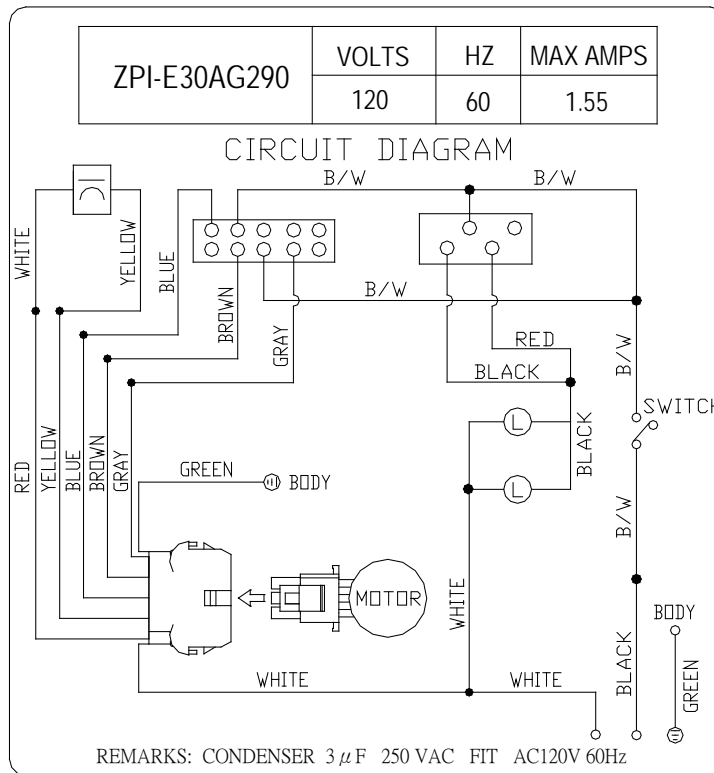 ZPI-E30AG290
VOLTS HZ MAX AMPS
120 60 1.55
CIRCUIT DIAGRAM
B/W B/W
WHITE
YELLOW
BLUE
BROWN
GRAY
B/W
RED
BLACK
B/W
SWITCH
L
BLACK
L
RED
YELLOW
BLUE
BROWN
GRAY
GREEN
BODY
B/W
MOTOR
WHITE
BODY
BLACK
GREEN
WHITE WHITE
REMARKS: CONDENSER 3 μF 250 VAC FIT AC120V 60Hz